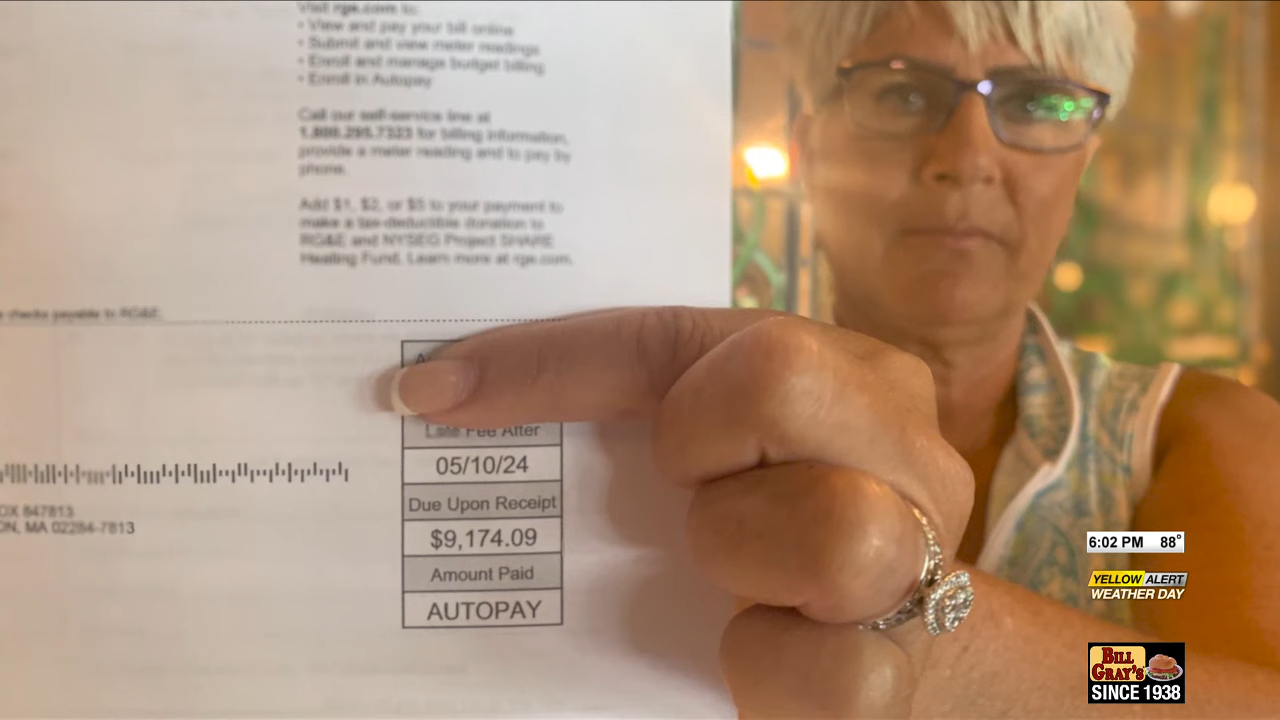 Visit rge.com to:
• View and pay your bill online
• Submit and view meter readings
• Enroll and manage budget billing
• Enroll in Autopay
Call our self-service line at
1.800.295.7323 for billing information,
provide a meter reading and to pay by
phone.
Add $1, $2, or $5 to your payment to
make a tax-deductible donation to
RG&E and NYSEG Project SHARE
Heating Fund. Learn more at rge.com.
checks payable to RG&E
Late Fee After
05/10/24
Due Upon Receipt
$9,174.09
Amount Paid
AUTOPAY
OX 847813
ON, MA 02284-7813
6:02 PM 88°
YELLOW ALERT
WEATHER DAY
BILL
GRAY'S
SINCE 1938